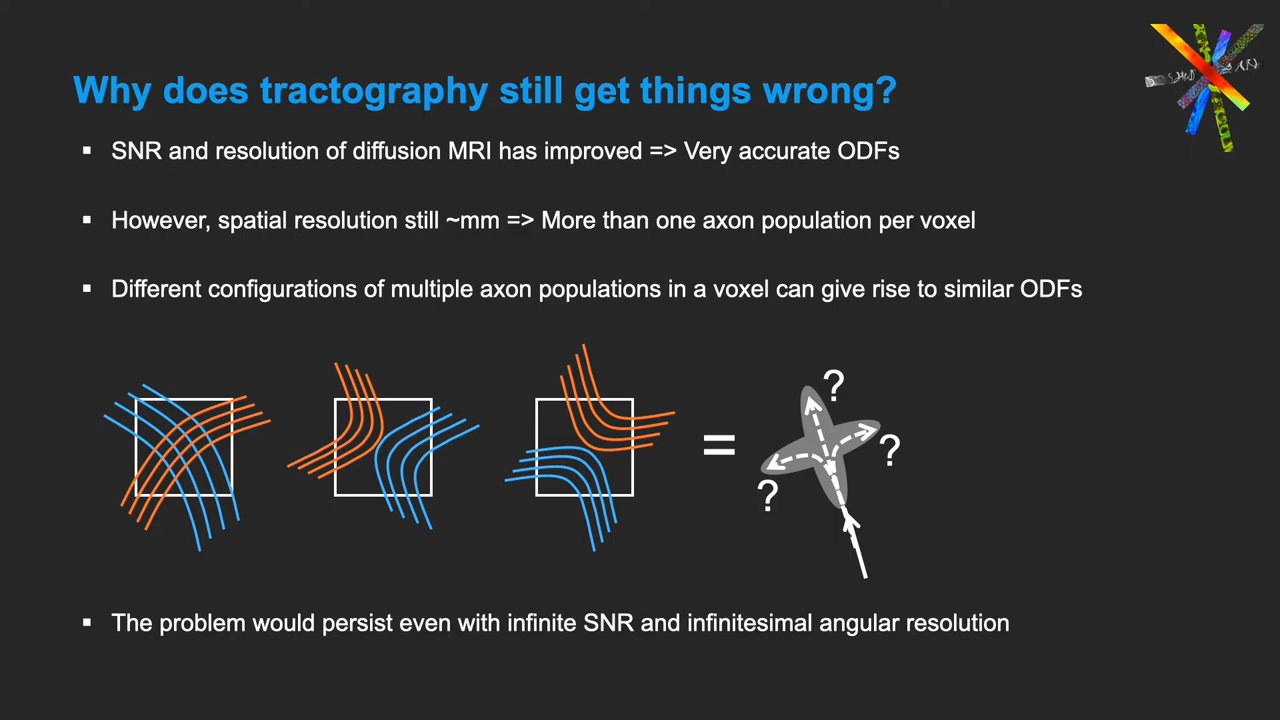 Why does tractography still get things wrong?
▪ SNR and resolution of diffusion MRI has improved => Very accurate ODFs
▪ However, spatial resolution still ~mm => More than one axon population per voxel
▪ Different configurations of multiple axon populations in a voxel can give rise to similar ODFs
?
= ?
?
▪ The problem would persist even with infinite SNR and infinitesimal angular resolution